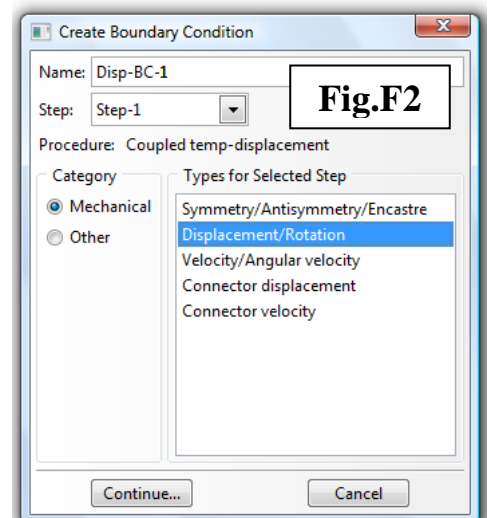 Create Boundary Condition
Name: Disp-BC-1
Fig.F2
Step: Step-1
Procedure: Coupled temp-displacement
Category
Types for Selected Step
Mechanical
Other
Symmetry/Antisymmetry/Encastre
Displacement/Rotation
Velocity/Angular velocity
Connector displacement
Connector velocity
Continue...
Cancel